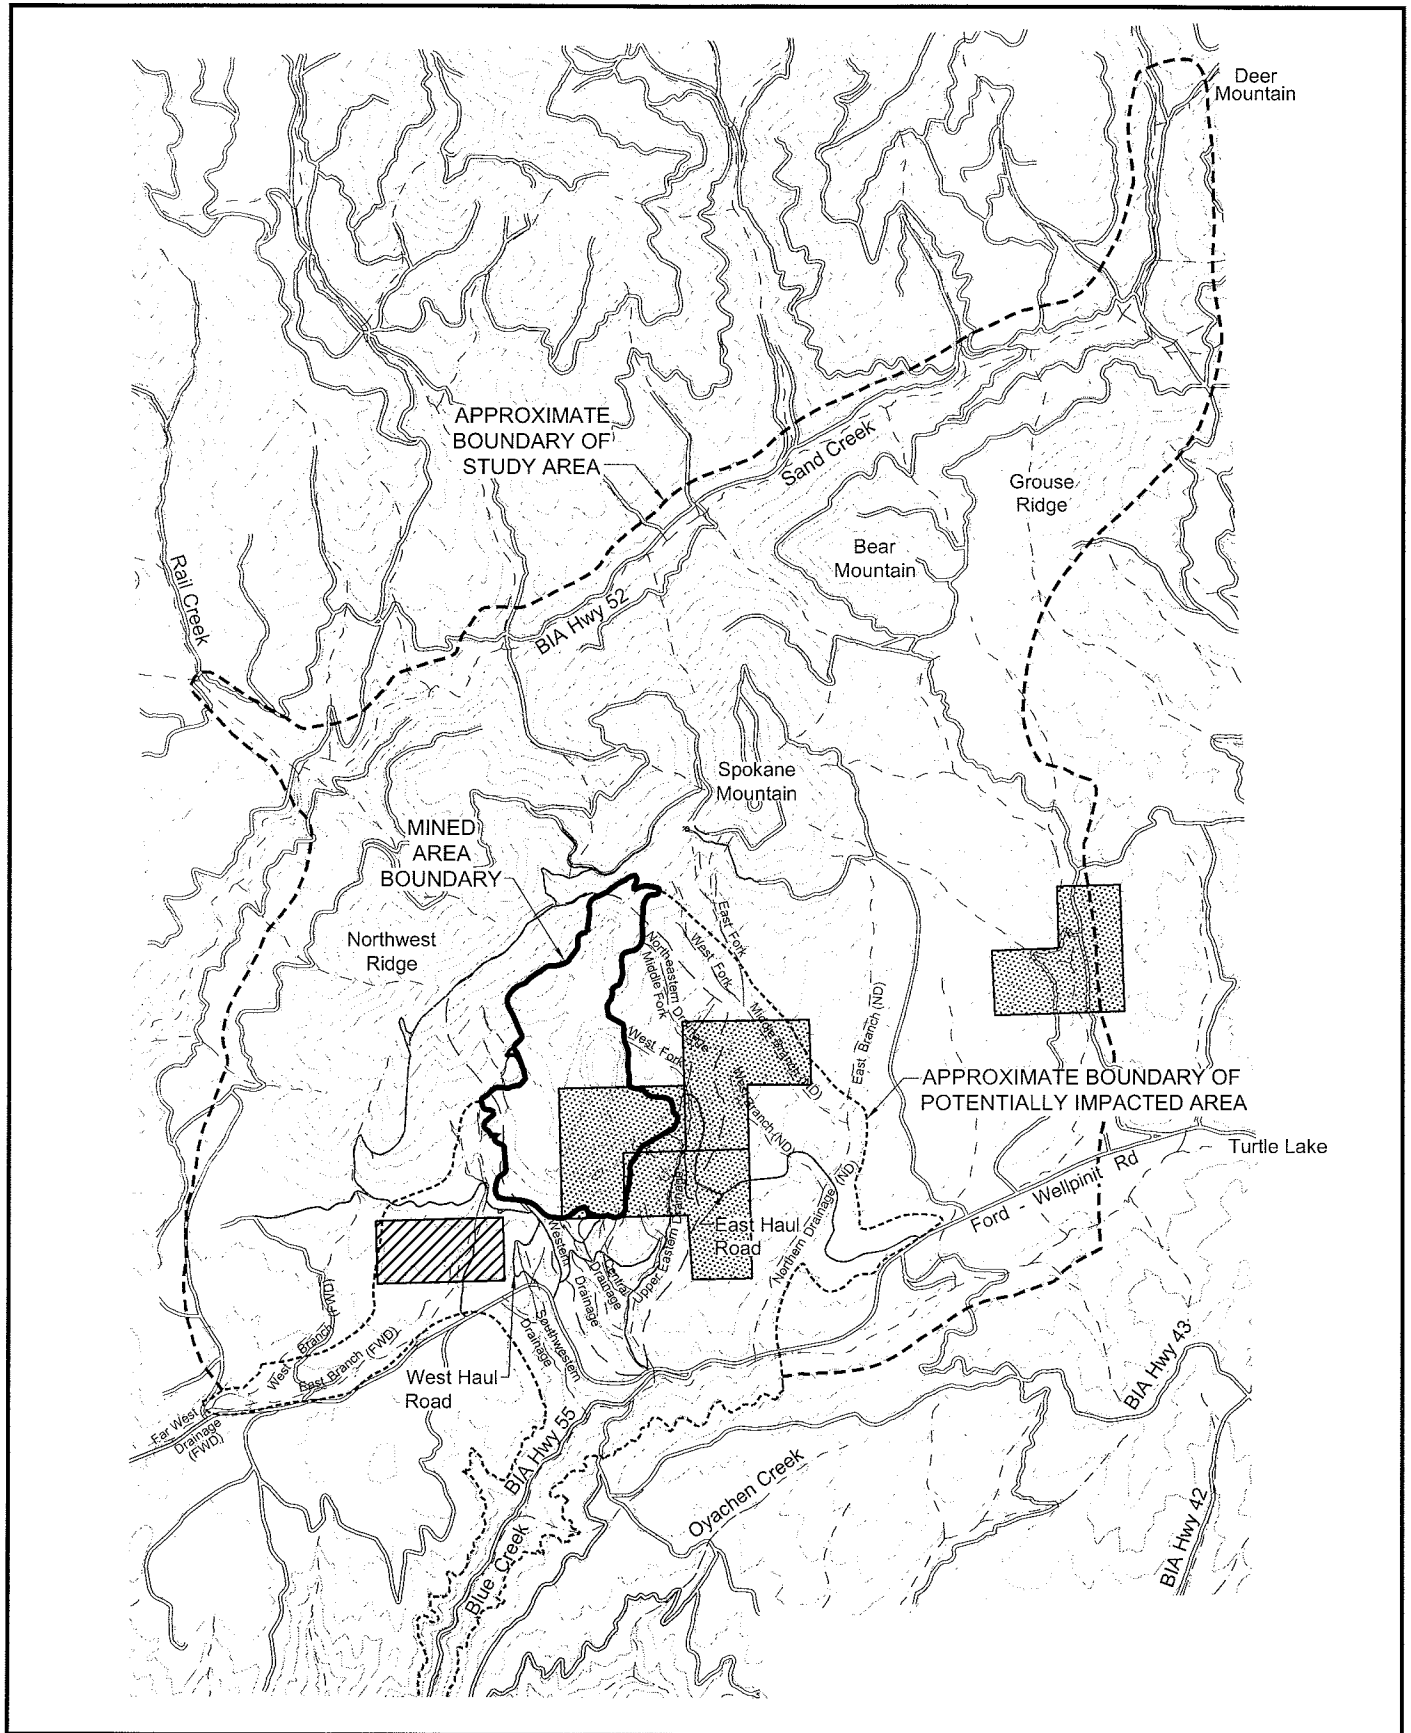 Deer
Mountain
APPROXIMATE
BOUNDARY OF
STUDY AREA
Sand Creek
Grouse
Ridge
Bear
Mountain
Rail Creek
BIA Hwy 52
Spokane
Mountain
MINED
AREA
BOUNDARY
Northwest
Ridge
East Fork
West Fork
Northeastern Drainage
Middle Fork
West Fork
Middle Branch (ND)
East Branch (ND)
West Branch (ND)
APPROXIMATE BOUNDARY OF
POTENTIALLY IMPACTED AREA
Turtle Lake
Ford - Wellpinit Rd
East Haul
Road
Northern Drainage (ND)
Western
Drainage
Central
Drainage
Upper Eastern Drainage
Southwestern
Drainage
West Branch (FWD)
East Branch (FWD)
West Haul
Road
Far West
Drainage
(FWD)
BIA Hwy 43
BIA Hwy 55
Oyachen Creek
BIA Hwy 42
Blue Creek